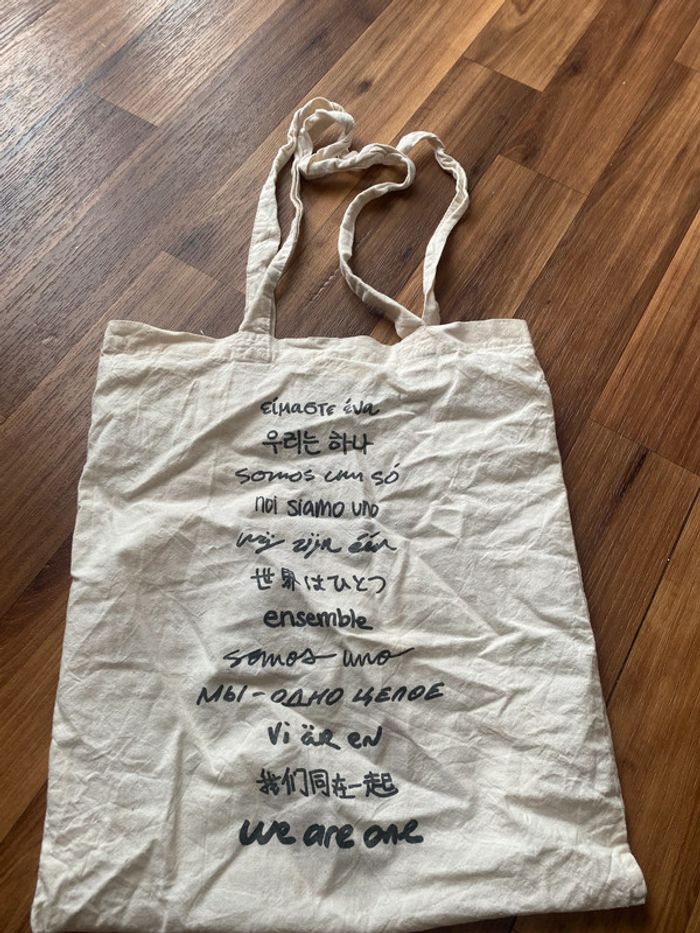 είμαστε ένα
우리는 하나
somos um só
noi siamo uno
wij zijn één
世界はひとつ
ensemble
somos uno
МЫ - ОДНО ЦЕЛОЕ
Vi är en
我们同在一起
we are one